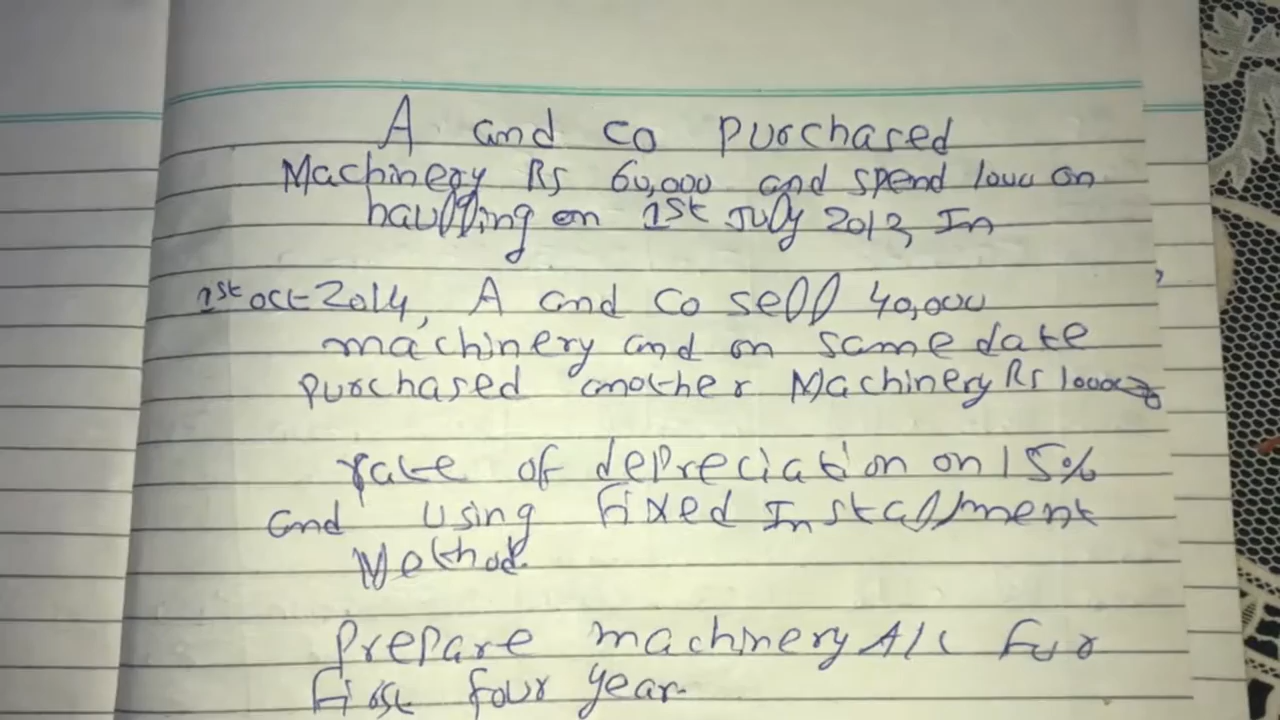 A and co purchased
Machinery Rs 60,000 and spend 1000 on
haulling on 1st July 2013, In
1st oct 2014, A and co sell 40,000
machinery and on same date
purchased another Machinery Rs
rate of depreciation on 15%
and using Fixed Installment
Method.
Prepare machinery A/C For
First four year.